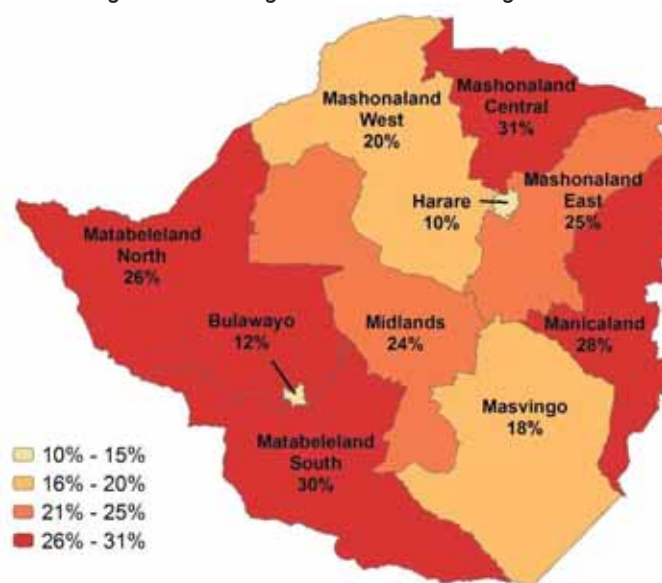 Mashonaland
Central
31%
Mashonaland
West
20%
Mashonaland
East
25%
Harare
10%
Matabeleland
North
26%
Bulawayo
12%
Midlands
24%
Manicaland
28%
Masvingo
18%
Matabeleland
South
30%
10% - 15%
16% - 20%
21% - 25%
26% - 31%